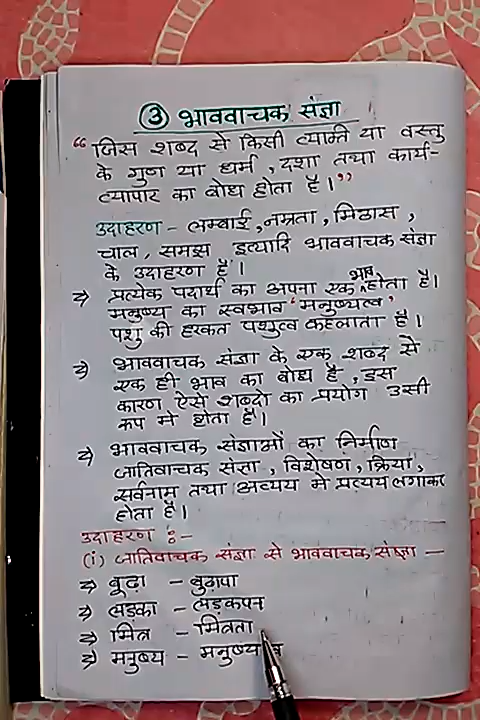 ③ भाववाचक संज्ञा
“जिस शब्द से किसी व्यक्ति या वस्तु
के गुण या धर्म, दशा तथा कार्य-
व्यापार का बोध होता है।”
उदाहरण - लम्बाई, नम्रता, मिठास,
चाल, समझ इत्यादि भाववाचक संज्ञा
के उदाहरण है।
⇒ प्रत्येक पदार्थ का अपना एक भाव होता है।
मनुष्य का स्वभाव “मनुष्यत्व”
पशु की हरकत पशुत्व कहलाता है।
⇒ भाववाचक संज्ञा के एक शब्द से
एक ही भाव का बोध है, इस
कारण ऐसे शब्दो का प्रयोग उसी
रूप मे होता है।
⇒ भाववाचक संज्ञाओं का निर्माण
जातिवाचक संज्ञा, विशेषण, क्रिया,
सर्वनाम तथा अव्यय मे प्रत्यय लगाकर
होता है।
उदाहरण :-
(i) जातिवाचक संज्ञा से भाववाचक संज्ञा —
⇒ बूढ़ा - बुढ़ापा
⇒ लड़का - लड़कपन
⇒ मित्र - मित्रता
⇒ मनुष्य -